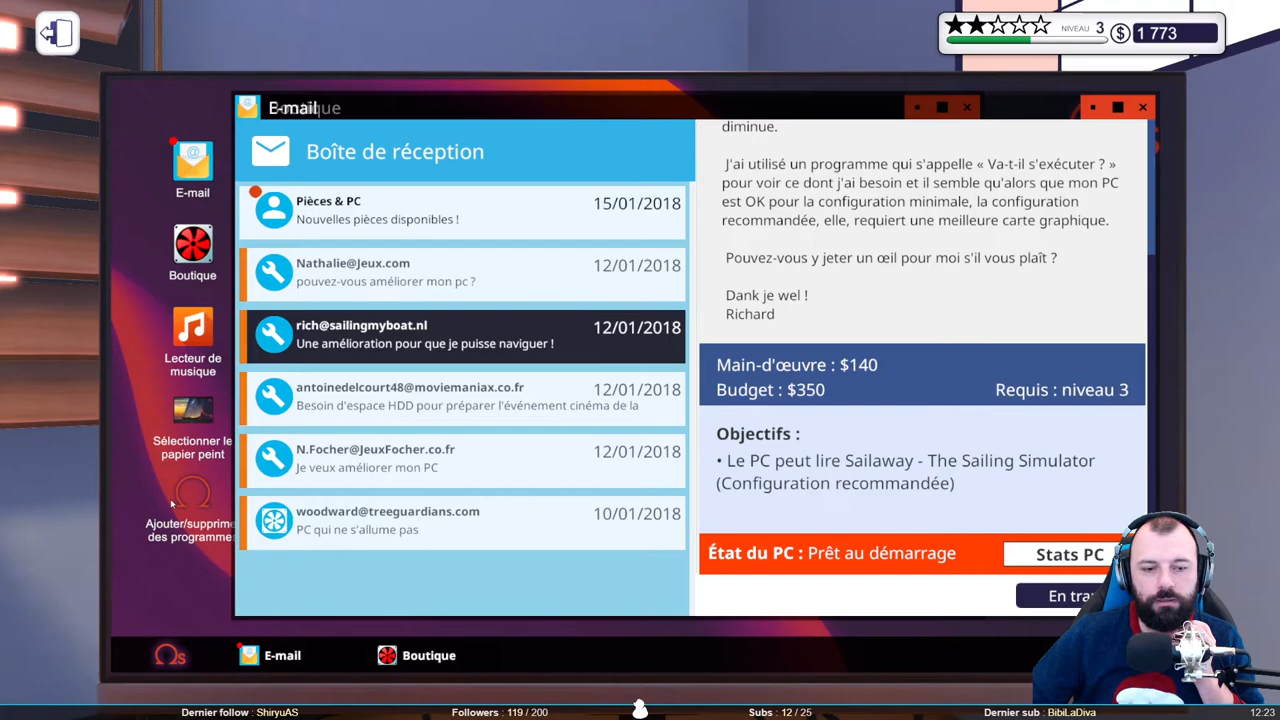 NIVEAU 3
$ 1 773
E-mail
Boîte de réception
Pièces & PC
15/01/2018
Nouvelles pièces disponibles !
Nathalie@Jeux.com
12/01/2018
pouvez-vous améliorer mon pc ?
rich@sailingmyboat.nl
12/01/2018
Une amélioration pour que je puisse naviguer !
antoinedelcourt48@moviemaniax.co.fr
12/01/2018
Besoin d'espace HDD pour préparer l'événement cinéma de la
N.Focher@JeuxFocher.co.fr
12/01/2018
Je veux améliorer mon PC
woodward@treeguardians.com
10/01/2018
PC qui ne s'allume pas
diminue.
J'ai utilisé un programme qui s'appelle « Va-t-il s'exécuter ? »
pour voir ce dont j'ai besoin et il semble qu'alors que mon PC
est OK pour la configuration minimale, la configuration
recommandée, elle, requiert une meilleure carte graphique.
Pouvez-vous y jeter un œil pour moi s'il vous plaît ?
Dank je wel !
Richard
Main-d'œuvre : $140
Budget : $350
Requis : niveau 3
Objectifs :
• Le PC peut lire Sailaway - The Sailing Simulator
(Configuration recommandée)
État du PC : Prêt au démarrage
Stats PC
En tra
E-mail
Boutique
Lecteur de
musique
Sélectionner le
papier peint
Ajouter/supprime
des programme
Ωs
E-mail
Boutique
Dernier follow : ShiryuAS
Followers : 119 / 200
Subs : 12 / 25
Dernier sub : BibiLaDiva
12:23